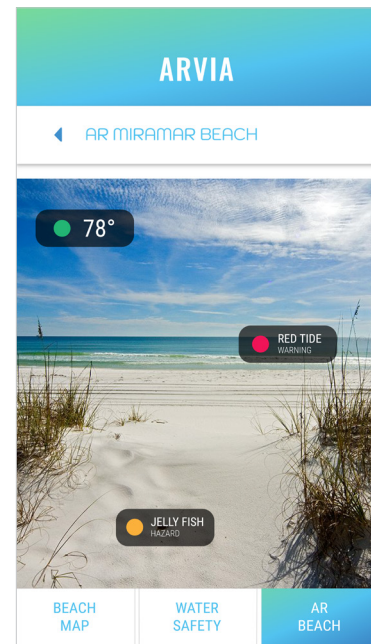 ARVIA
AR MIRAMAR BEACH
78°
RED TIDE
WARNING
JELLY FISH
HAZARD
BEACH
MAP
WATER
SAFETY
AR
BEACH